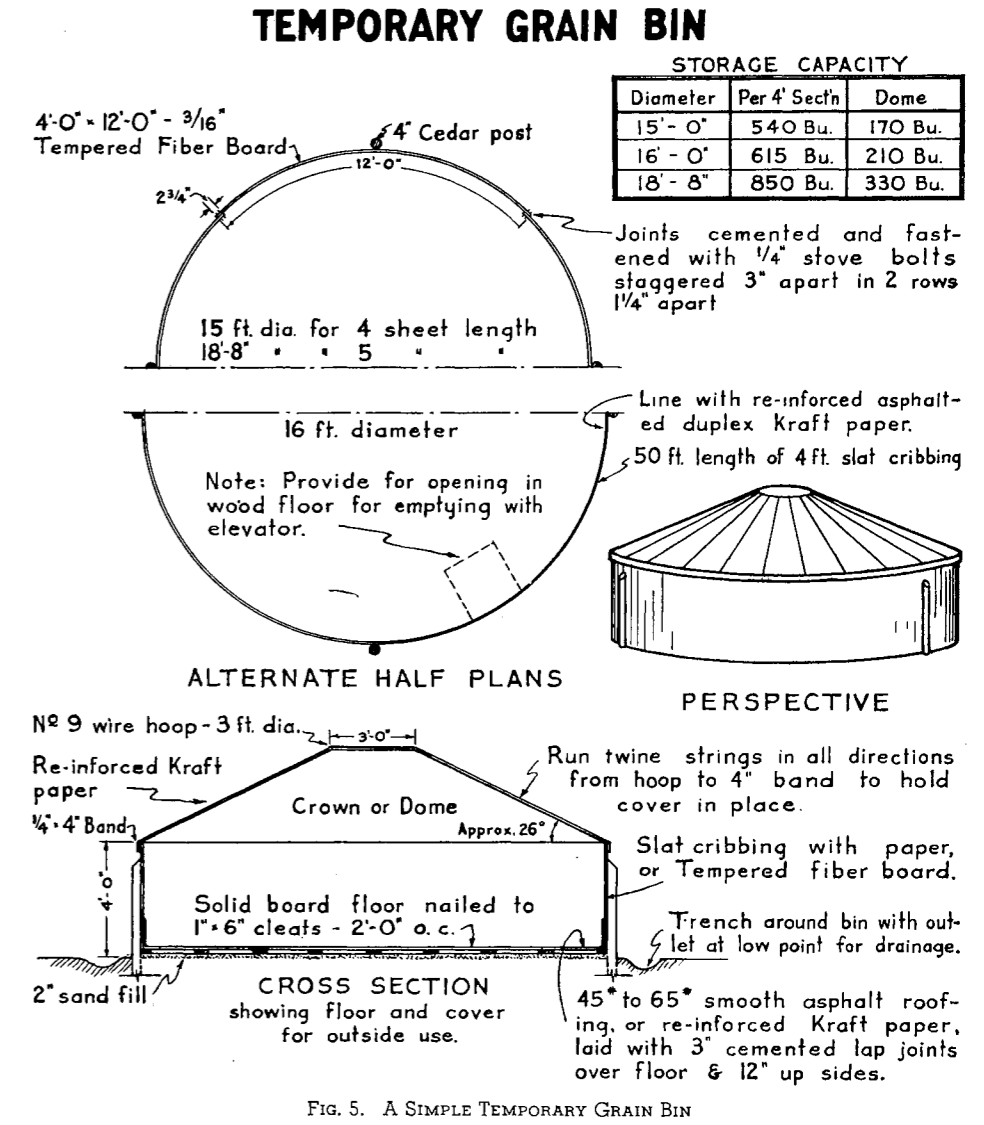 TEMPORARY GRAIN BIN
STORAGE CAPACITY
Diameter Per 4' Sect'n Dome
15'-0" 540 Bu. 170 Bu.
16'-0" 615 Bu. 210 Bu.
18'-8" 850 Bu. 330 Bu.
4'-0" × 12'-0" - 3/16"
Tempered Fiber Board
4" Cedar post
12'-0"
2 3/4"
Joints cemented and fast-
ened with 1/4" stove bolts
staggered 3" apart in 2 rows
1 1/4" apart
15 ft. dia. for 4 sheet length
18'-8" " " 5 " "
Line with re-inforced asphalt-
ed duplex Kraft paper.
50 ft. length of 4 ft. slat cribbing
16 ft. diameter
Note: Provide for opening in
wood floor for emptying with
elevator.
ALTERNATE HALF PLANS
PERSPECTIVE
Nº 9 wire hoop - 3 ft. dia.
3'-0"
Re-inforced Kraft
paper
3/4" × 4" Band
Crown or Dome
Approx. 26°
Run twine strings in all directions
from hoop to 4" band to hold
cover in place.
4'-0"
Slat cribbing with paper,
or Tempered fiber board.
Solid board floor nailed to
1" × 6" cleats - 2'-0" o.c.
Trench around bin with out-
let at low point for drainage.
2" sand fill
CROSS SECTION
showing floor and cover
for outside use.
45# to 65# smooth asphalt roof-
ing, or re-inforced Kraft paper,
laid with 3" cemented lap joints
over floor & 12" up sides.
FIG. 5. A SIMPLE TEMPORARY GRAIN BIN